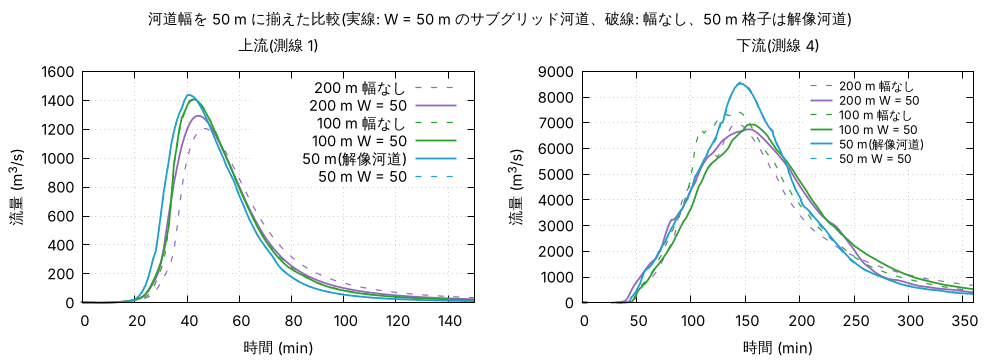 河道幅を 50 m に揃えた比較(実線: W = 50 m のサブグリッド河道、破線: 幅なし、50 m 格子は解像河道)
上流(測線 1)
流量 (m³/s)
1600
1400
1200
1000
800
600
400
200
0
0 20 40 60 80 100 120 140
時間 (min)
200 m 幅なし
200 m W = 50
100 m 幅なし
100 m W = 50
50 m(解像河道)
50 m W = 50
下流(測線 4)
流量 (m³/s)
9000
8000
7000
6000
5000
4000
3000
2000
1000
0
0 50 100 150 200 250 300 350
時間 (min)
200 m 幅なし
200 m W = 50
100 m 幅なし
100 m W = 50
50 m(解像河道)
50 m W = 50